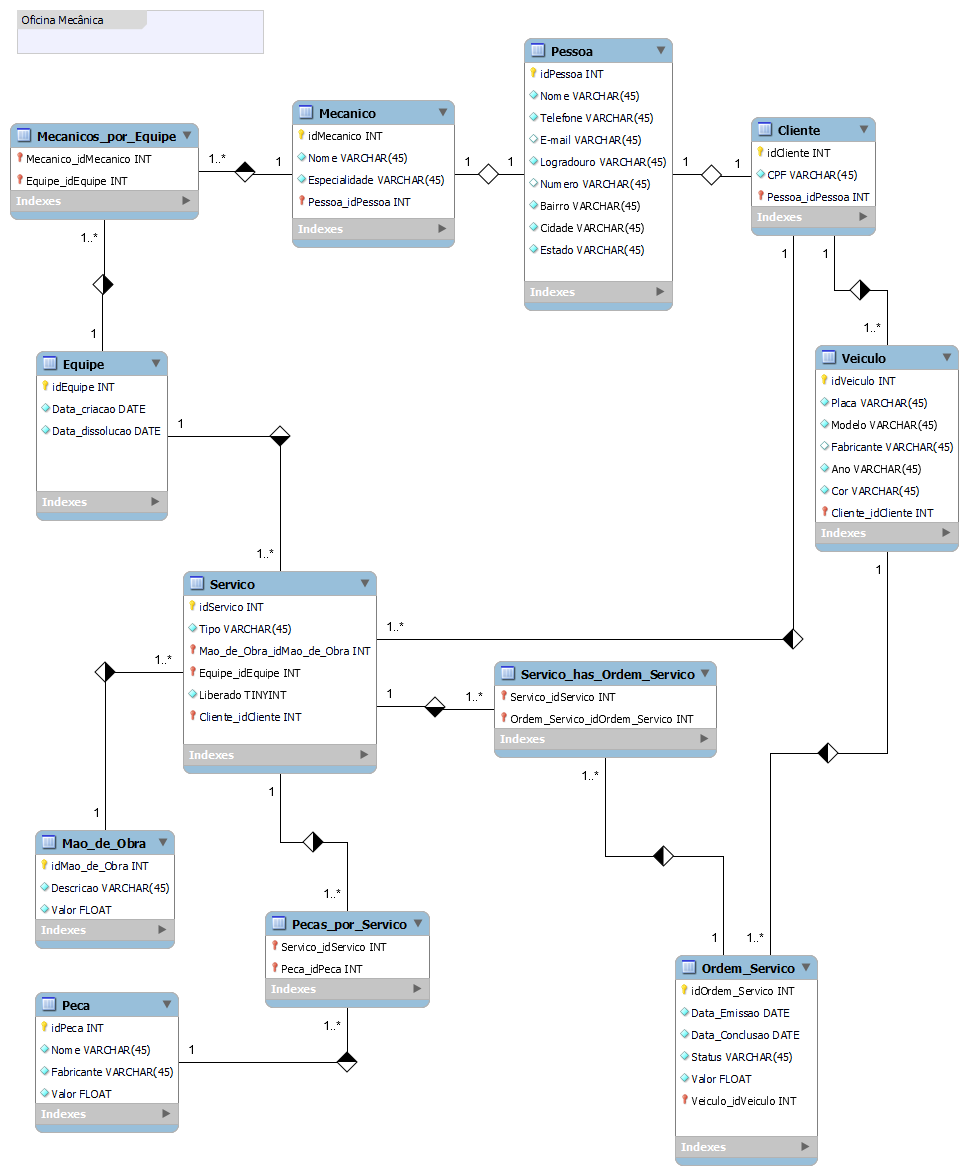 Oficina Mecânica
Pessoa
idPessoa INT
Nome VARCHAR(45)
Telefone VARCHAR(45)
E-mail VARCHAR(45)
Logradouro VARCHAR(45)
Numero VARCHAR(45)
Bairro VARCHAR(45)
Cidade VARCHAR(45)
Estado VARCHAR(45)
Indexes
Mecanico
idMecanico INT
Nome VARCHAR(45)
Especialidade VARCHAR(45)
Pessoa_idPessoa INT
Indexes
Mecanicos_por_Equipe
Mecanico_idMecanico INT
Equipe_idEquipe INT
Indexes
Cliente
idCliente INT
CPF VARCHAR(45)
Pessoa_idPessoa INT
Indexes
1..*
1
1
1
1
1
1..*
1
1
1
1..*
Equipe
idEquipe INT
Data_criacao DATE
Data_dissolucao DATE
Indexes
Veiculo
idVeiculo INT
Placa VARCHAR(45)
Modelo VARCHAR(45)
Fabricante VARCHAR(45)
Ano VARCHAR(45)
Cor VARCHAR(45)
Cliente_idCliente INT
Indexes
1
1..*
1
Servico
idServico INT
Tipo VARCHAR(45)
Mao_de_Obra_idMao_de_Obra INT
Equipe_idEquipe INT
Liberado TINYINT
Cliente_idCliente INT
Indexes
1..*
1..*
1
1..*
Servico_has_Ordem_Servico
Servico_idServico INT
Ordem_Servico_idOrdem_Servico INT
Indexes
1..*
1
1
1..*
1
1..*
Mao_de_Obra
idMao_de_Obra INT
Descricao VARCHAR(45)
Valor FLOAT
Indexes
Pecas_por_Servico
Servico_idServico INT
Peca_idPeca INT
Indexes
1..*
1
Peca
idPeca INT
Nome VARCHAR(45)
Fabricante VARCHAR(45)
Valor FLOAT
Indexes
Ordem_Servico
idOrdem_Servico INT
Data_Emissao DATE
Data_Conclusao DATE
Status VARCHAR(45)
Valor FLOAT
Veiculo_idVeiculo INT
Indexes